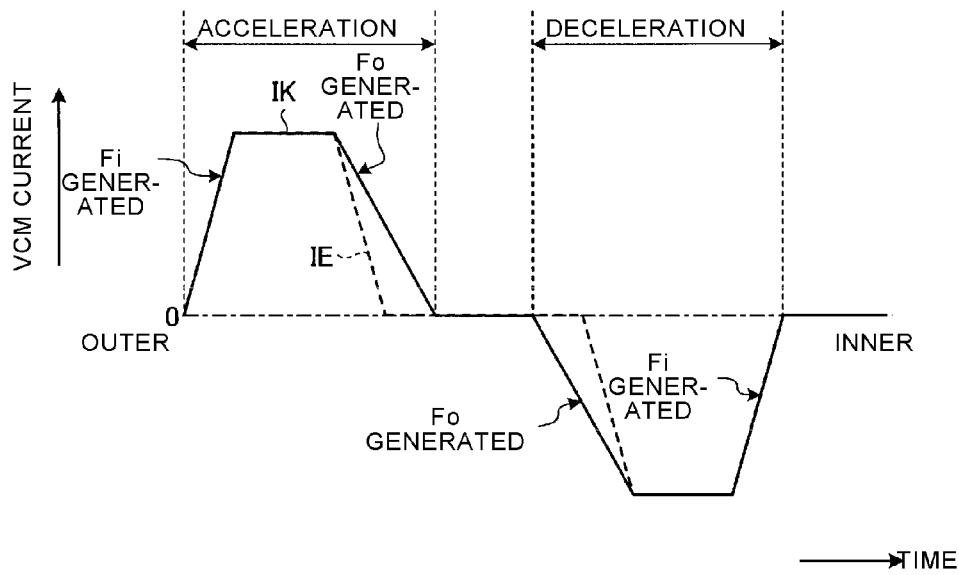 ACCELERATION
DECELERATION
Fo
GENER-
ATED
IK
VCM CURRENT
Fi
GENER-
ATED
IE
0
OUTER
INNER
Fi
GENER-
ATED
Fo
GENERATED
TIME